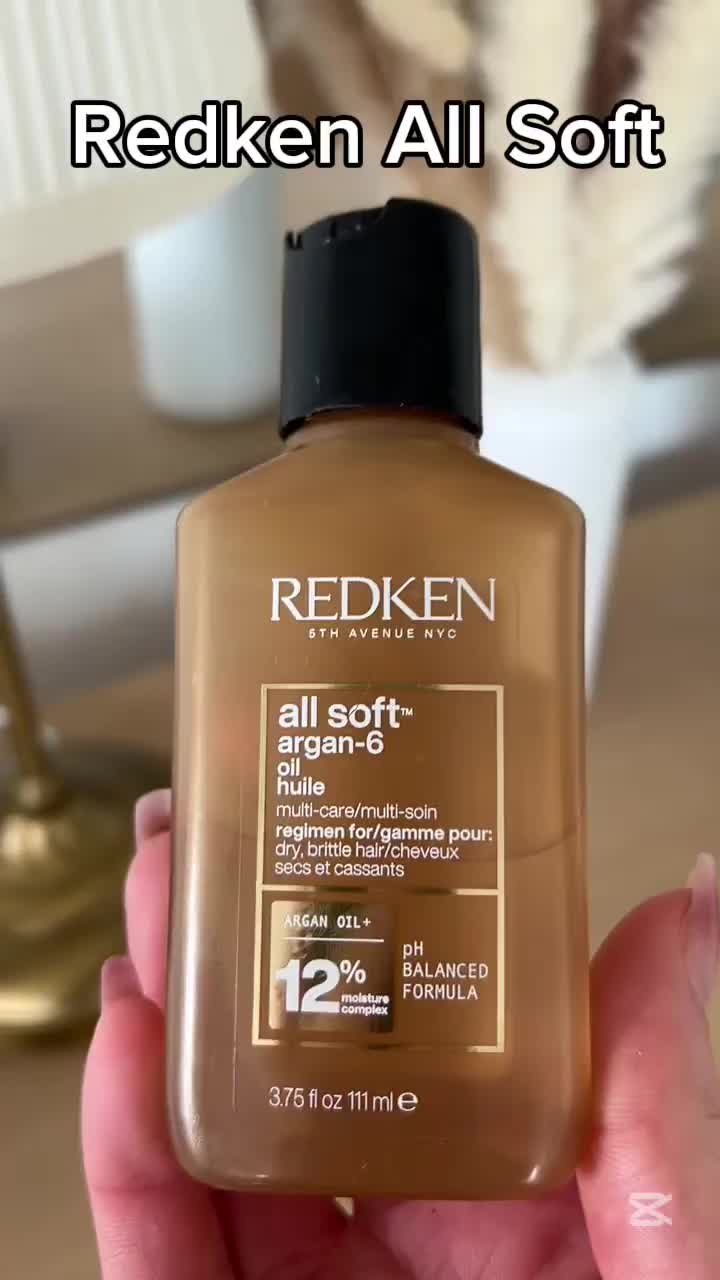 Redken All Soft
REDKEN
5TH AVENUE NYC
all soft™
argan-6
oil
huile
multi-care/multi-soin
regimen for/gamme pour:
dry, brittle hair/cheveux
secs et cassants
ARGAN OIL+
12%
moisture
complex
pH
BALANCED
FORMULA
3.75 fl oz 111 ml ℮